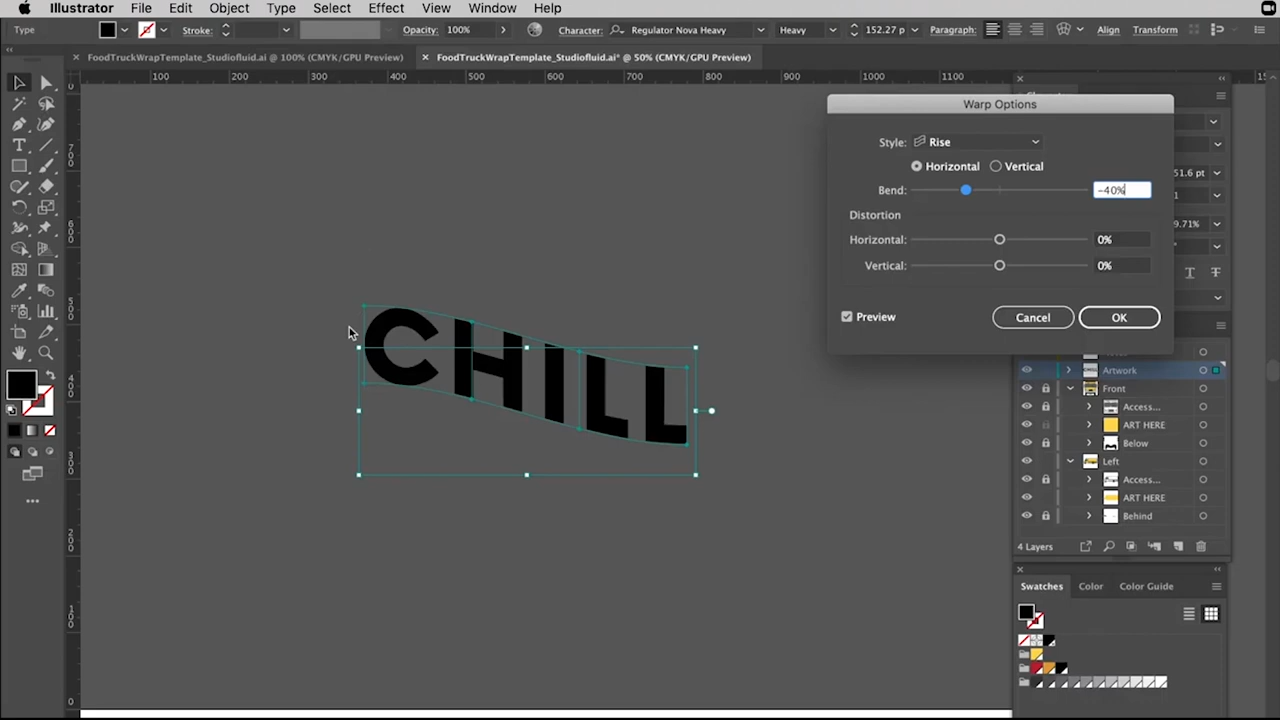 Illustrator File Edit Object Type Select Effect View Window Help
Type Stroke: Opacity: 100% Character: Regulator Nova Heavy Heavy 152.27 pt Paragraph: Align Transform
FoodTruckWrapTemplate_Studiofluid.ai @ 100% (CMYK/GPU Preview) FoodTruckWrapTemplate_Studiofluid.ai* @ 50% (CMYK/GPU Preview)
100 200 300 400 500 600 700 800 900 1000 1100
Warp Options
Style: Rise
Horizontal Vertical
Bend: -40%
Distortion
Horizontal: 0%
Vertical: 0%
Preview Cancel OK
51.6 pt
9.71%
CHILL
Artwork
Front
Access...
ART HERE
Below
Left
Access...
ART HERE
Behind
4 Layers
Swatches Color Color Guide